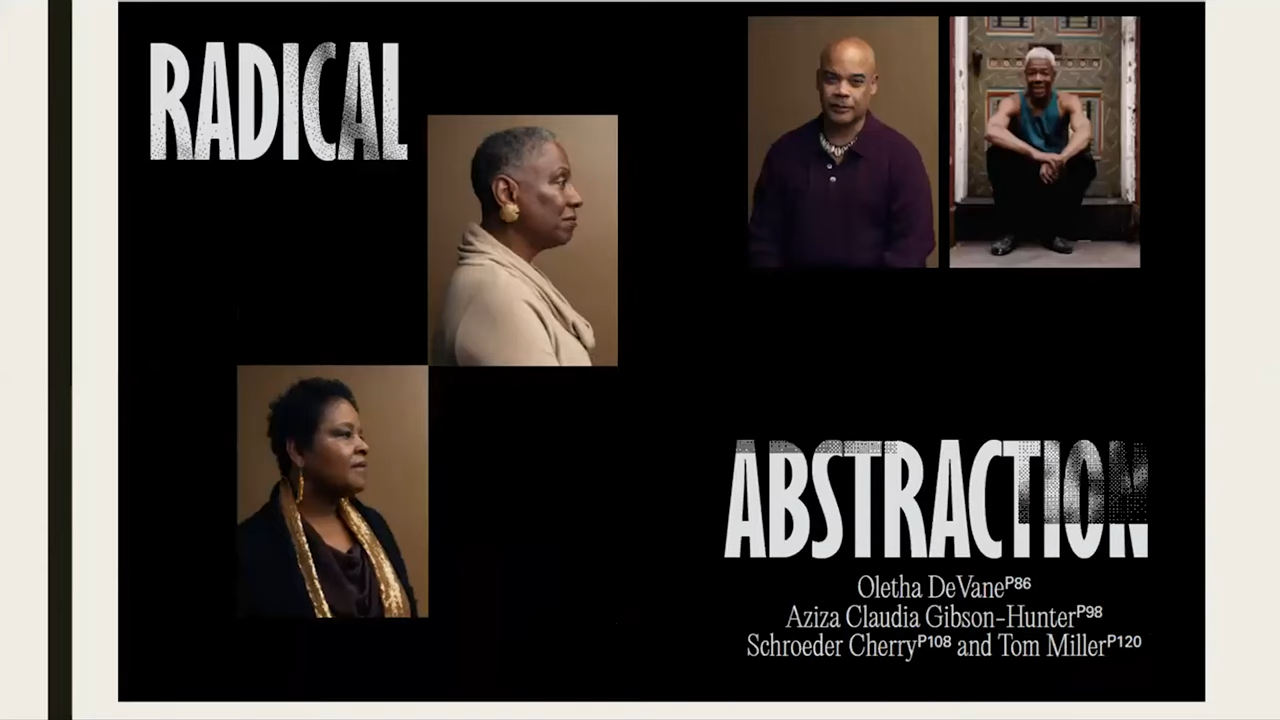 RADICAL
ABSTRACTION
Oletha DeVaneP86
Aziza Claudia Gibson-HunterP98
Schroeder CherryP108 and Tom MillerP120